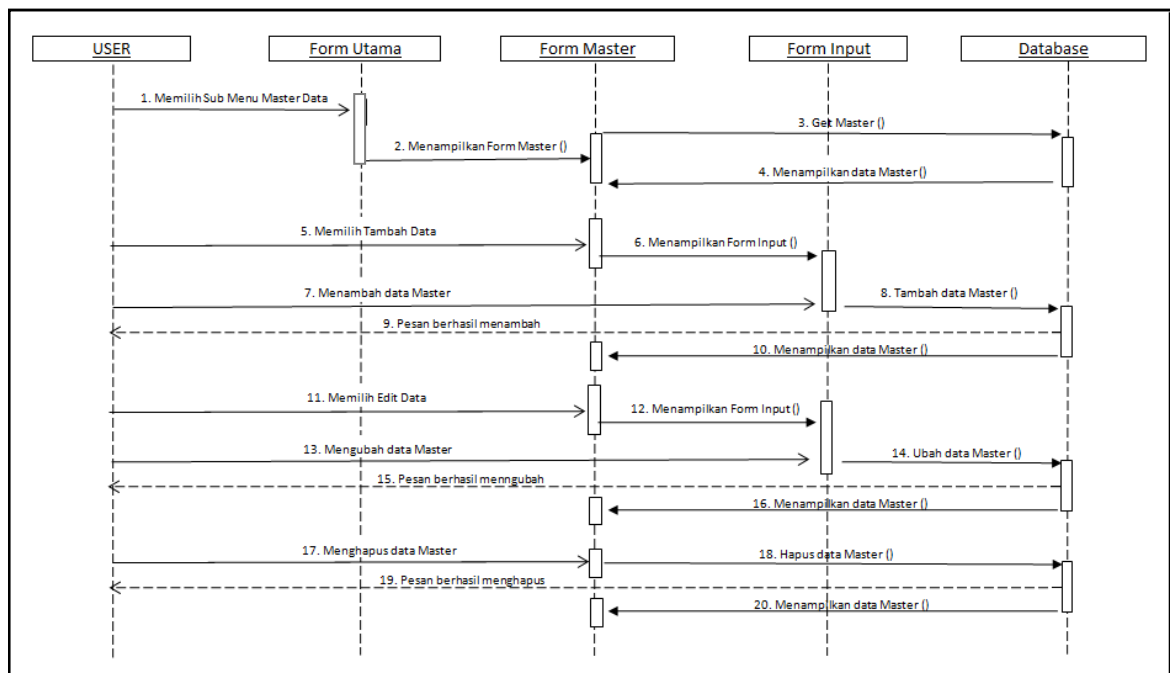 USER
Form Utama
Form Master
Form Input
Database
1. Memilih Sub Menu Master Data
3. Get Master ()
2. Menampilkan Form Master ()
4. Menampilkan data Master ()
5. Memilih Tambah Data
6. Menampilkan Form Input ()
7. Menambah data Master
8. Tambah data Master ()
9. Pesan berhasil menambah
10. Menampilkan data Master ()
11. Memilih Edit Data
12. Menampilkan Form Input ()
13. Mengubah data Master
14. Ubah data Master ()
15. Pesan berhasil menngubah
16. Menampilkan data Master ()
17. Menghapus data Master
18. Hapus data Master ()
19. Pesan berhasil menghapus
20. Menampilkan data Master ()